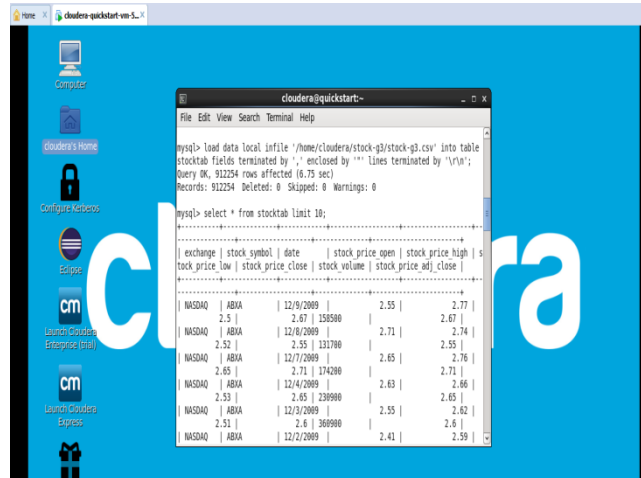 Home
cloudera-quickstart-vm-5...
Computer
cloudera's Home
Configure Kerberos
Eclipse
cm
Launch Cloudera
Enterprise (trial)
cm
Launch Cloudera
Express
cl
ra
cloudera@quickstart:~
File Edit View Search Terminal Help
mysql> load data local infile '/home/cloudera/stock-g3/stock-g3.csv' into table
stocktab fields terminated by ',' enclosed by '"' lines terminated by '\r\n';
Query OK, 912254 rows affected (6.75 sec)
Records: 912254 Deleted: 0 Skipped: 0 Warnings: 0
mysql> select * from stocktab limit 10;
+----------+--------------+-----------+------------------+------------------+--
----------------+-------------------+--------------+-----------------------+
| exchange | stock_symbol | date | stock_price_open | stock_price_high | s
tock_price_low | stock_price_close | stock_volume | stock_price_adj_close |
+----------+--------------+-----------+------------------+------------------+--
----------------+-------------------+--------------+-----------------------+
| NASDAQ | ABXA | 12/9/2009 | 2.55 | 2.77 |
2.5 | 2.67 | 158500 | 2.67 |
| NASDAQ | ABXA | 12/8/2009 | 2.71 | 2.74 |
2.52 | 2.55 | 131700 | 2.55 |
| NASDAQ | ABXA | 12/7/2009 | 2.65 | 2.76 |
2.65 | 2.71 | 174200 | 2.71 |
| NASDAQ | ABXA | 12/4/2009 | 2.63 | 2.66 |
2.53 | 2.65 | 230900 | 2.65 |
| NASDAQ | ABXA | 12/3/2009 | 2.55 | 2.62 |
2.51 | 2.6 | 360900 | 2.6 |
| NASDAQ | ABXA | 12/2/2009 | 2.41 | 2.59 |